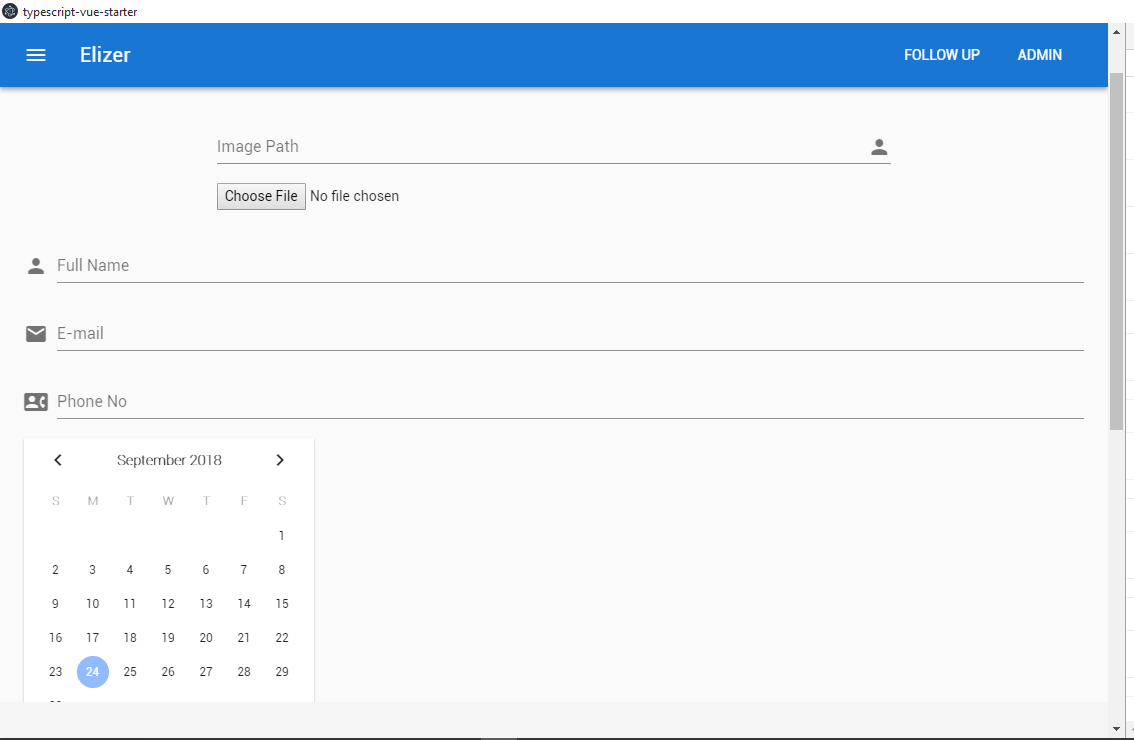 typescript-vue-starter
Elizer FOLLOW UP ADMIN
Image Path
Choose File No file chosen
Full Name
E-mail
Phone No
September 2018
S M T W T F S
1
2 3 4 5 6 7 8
9 10 11 12 13 14 15
16 17 18 19 20 21 22
23 24 25 26 27 28 29